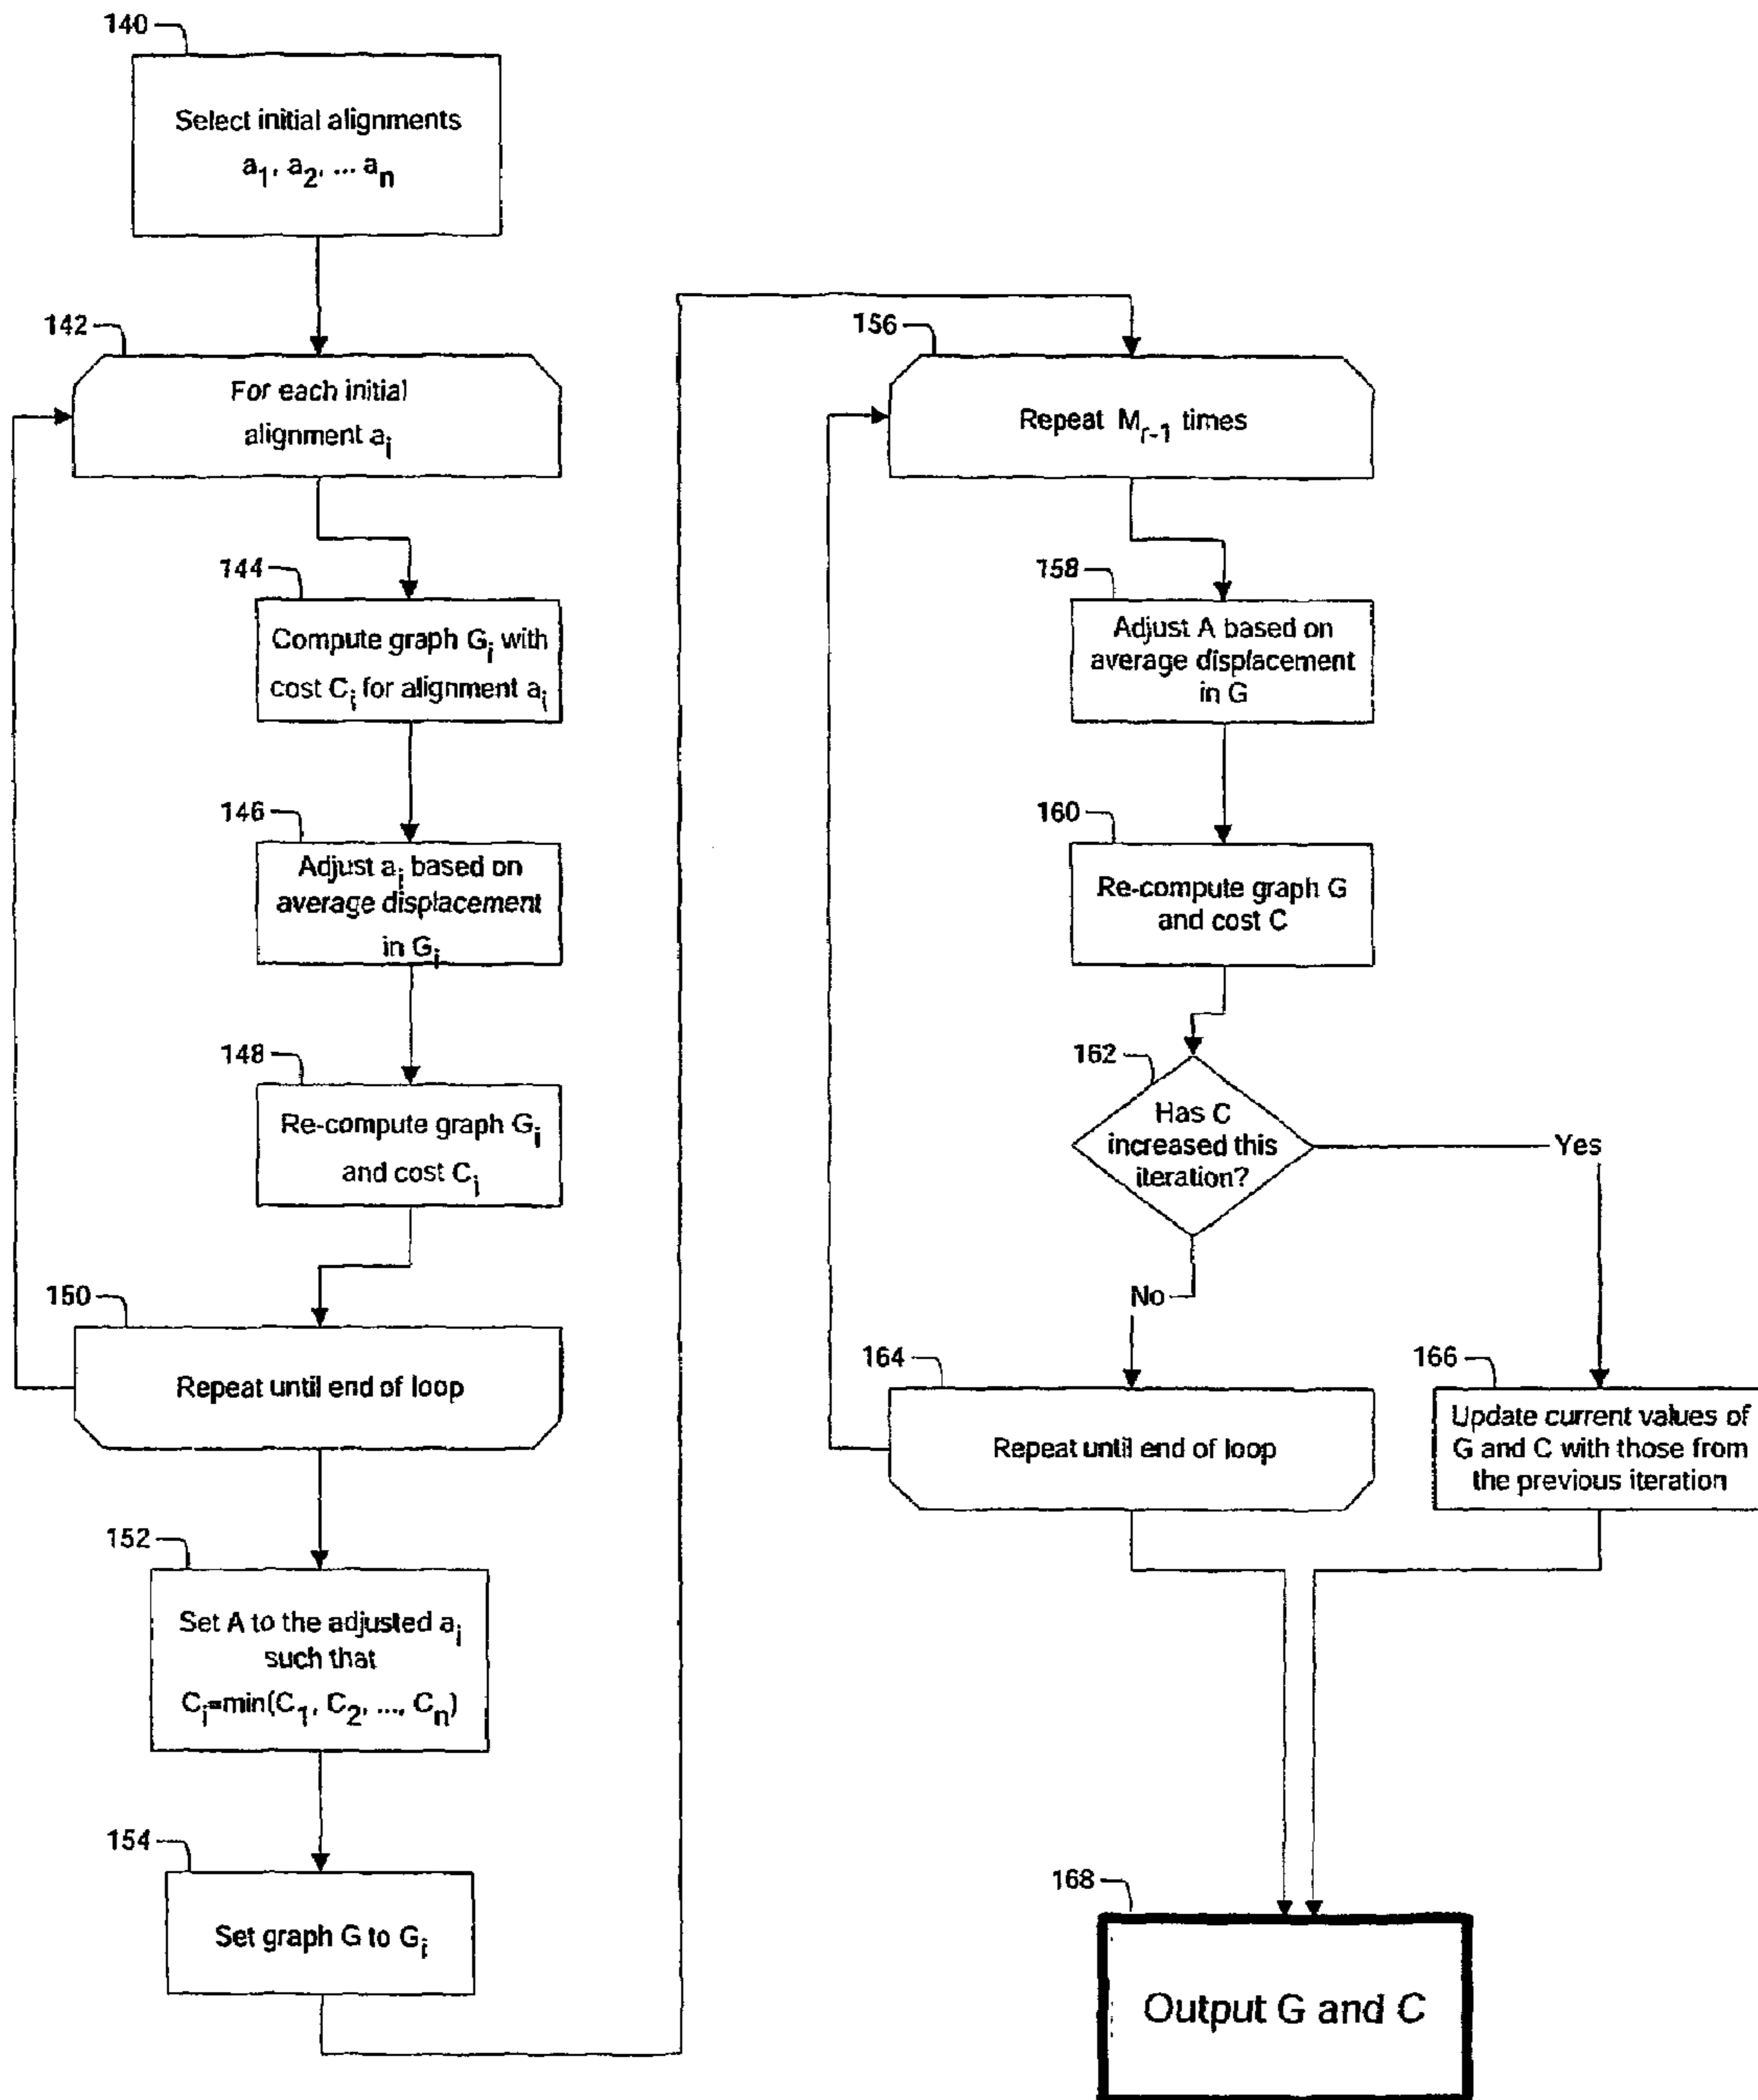 140
Select initial alignments
a1, a2, ... an
142
For each initial
alignment ai
144
Compute graph Gi with
cost Ci for alignment ai
146
Adjust ai based on
average displacement
in Gi
148
Re-compute graph Gi
and cost Ci
150
Repeat until end of loop
152
Set A to the adjusted ai
such that
Ci=min(C1, C2, ..., Cn)
154
Set graph G to Gi
156
Repeat Mr-1 times
158
Adjust A based on
average displacement
in G
160
Re-compute graph G
and cost C
162
Has C
increased this
iteration?
Yes
No
164
Repeat until end of loop
166
Update current values of
G and C with those from
the previous iteration
168
Output G and C